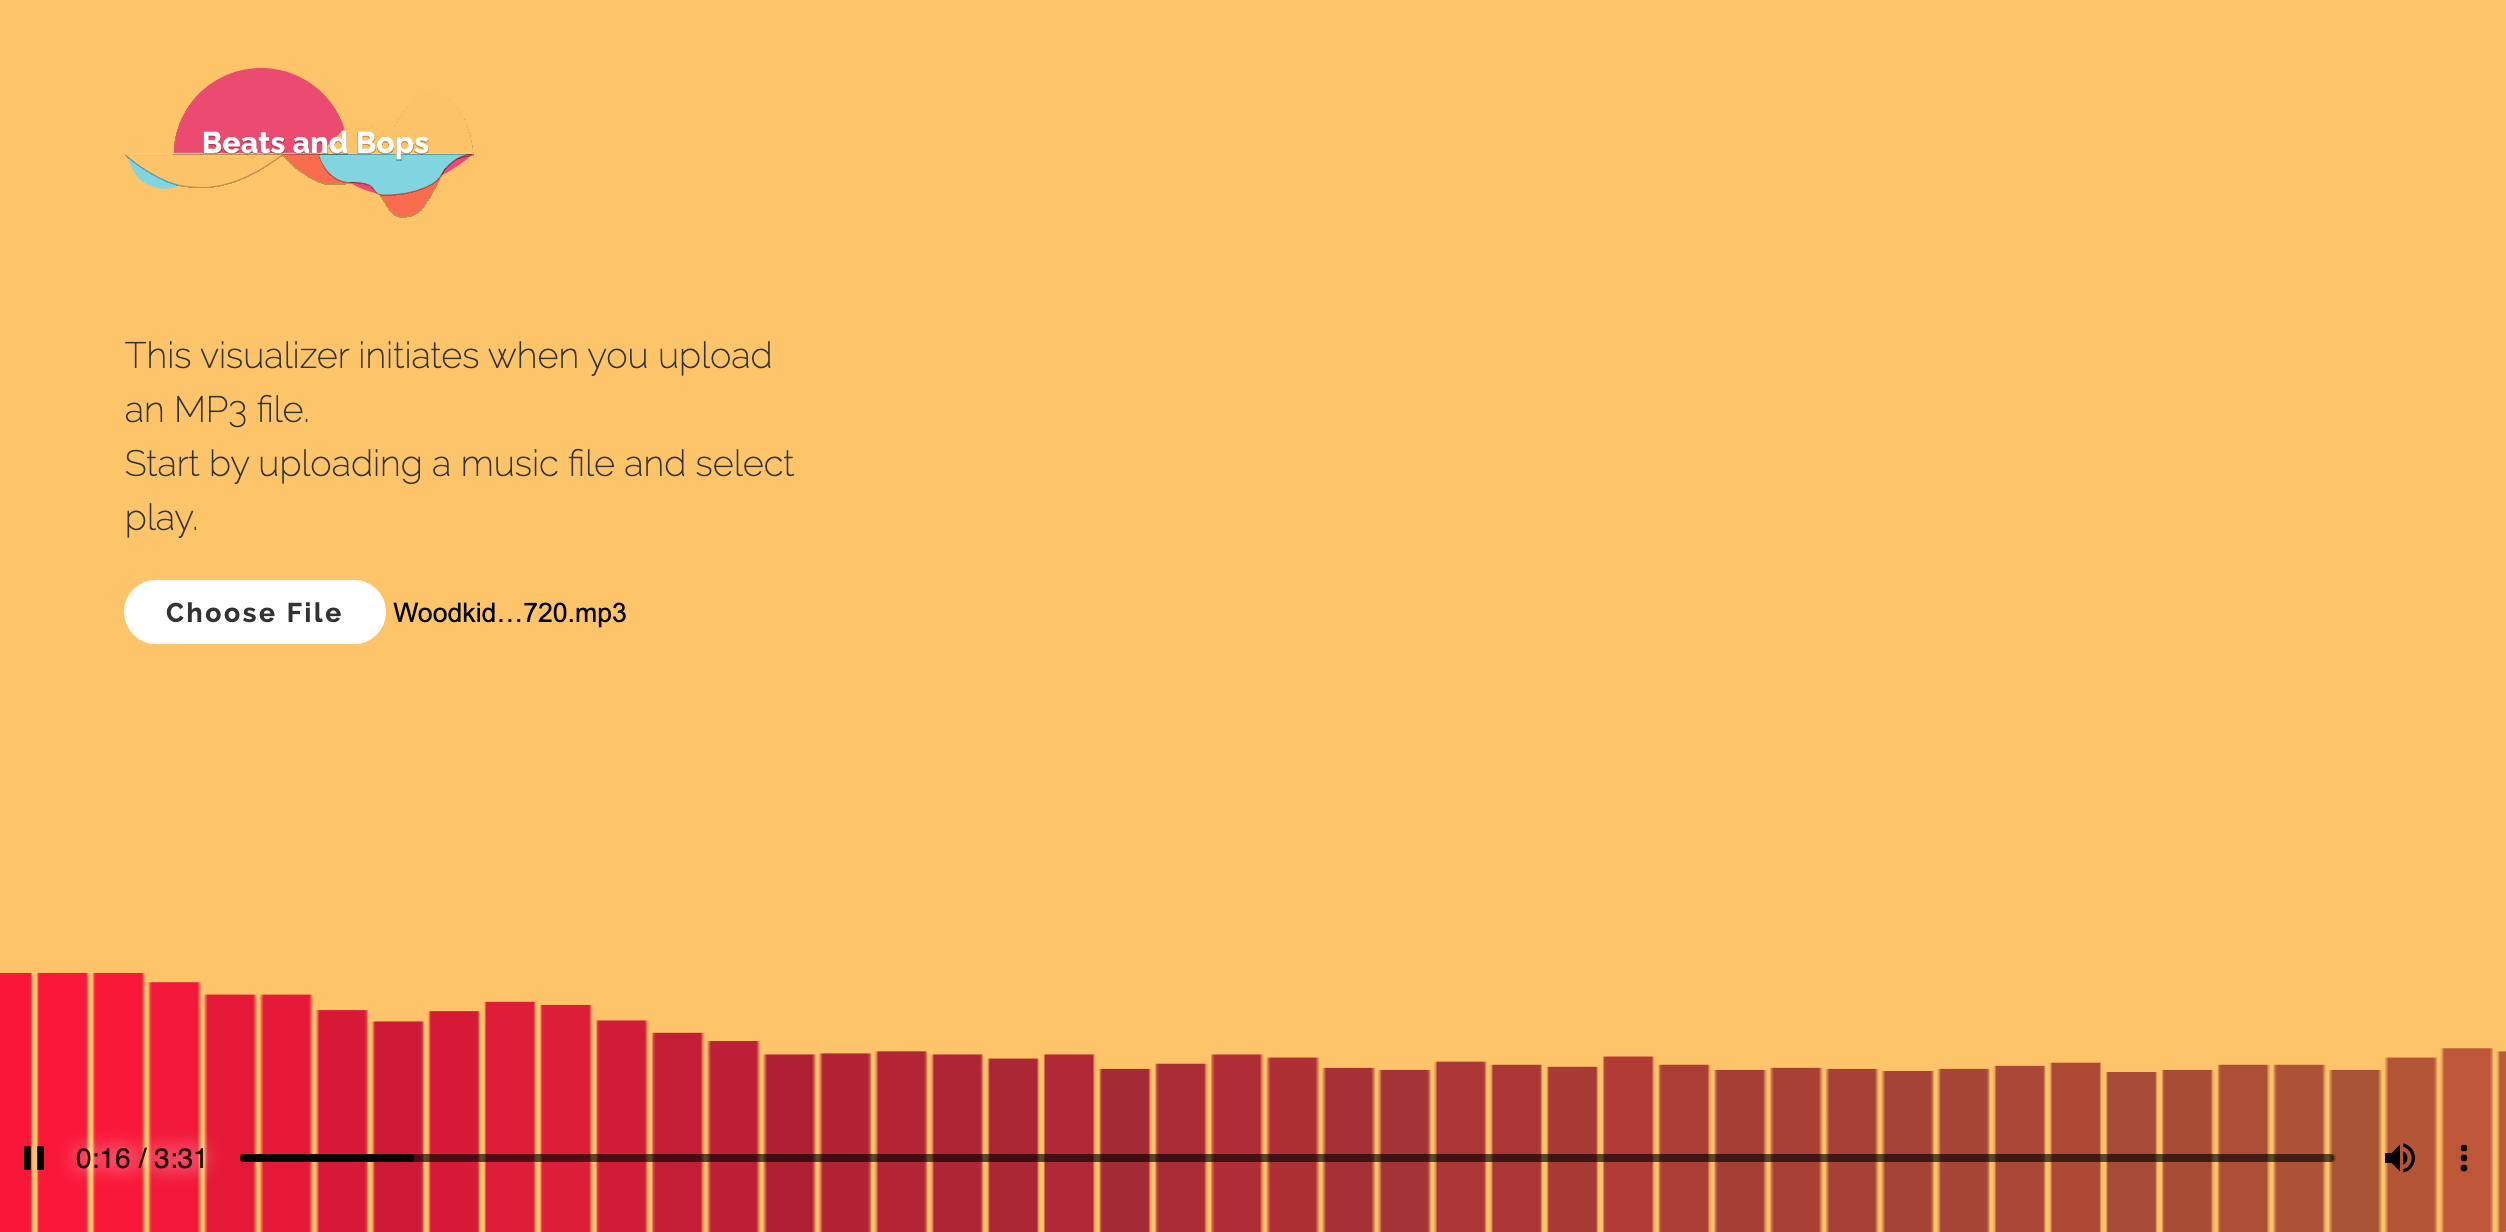 Beats and Bops
This visualizer initiates when you upload
an MP3 file.
Start by uploading a music file and select
play.
Choose File Woodkid…720.mp3
0:16 / 3:31